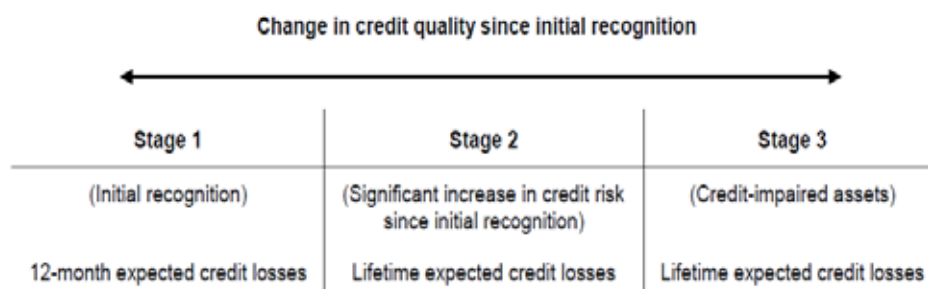 Change in credit quality since initial recognition
Stage 1
Stage 2
Stage 3
(Initial recognition)
(Significant increase in credit risk
since initial recognition)
(Credit-impaired assets)
12-month expected credit losses
Lifetime expected credit losses
Lifetime expected credit losses